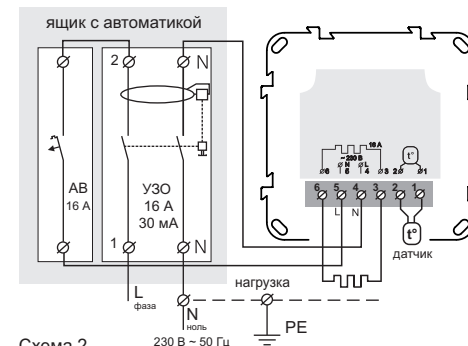 ящик с автоматикой
2 N
16 А
~ 230 В
N L
6 5 4 3 2 1
t°
6 5 4 3 2 1
АВ
16 А
УЗО
16 А
30 мА
L N
t°
датчик
1 N
нагрузка
L
фаза
N
ноль
PE
Схема 2
230 В ~ 50 Гц